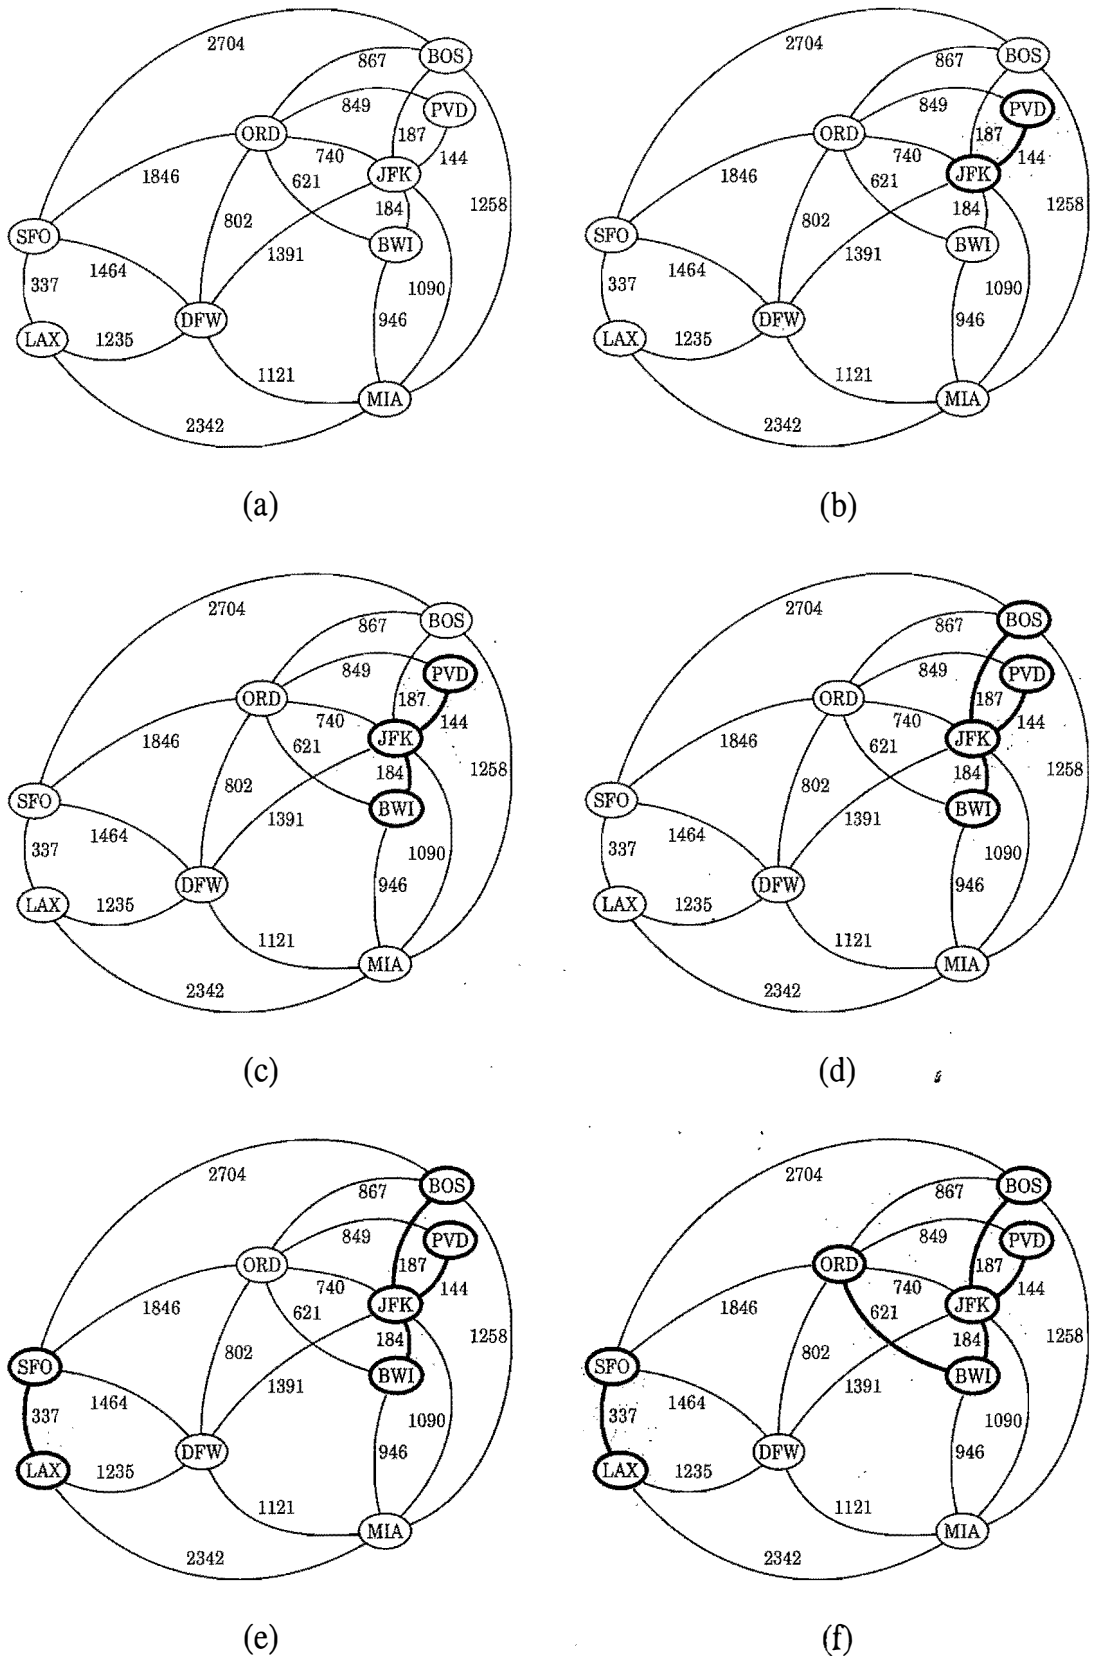 2704
BOS
867
849
PVD
ORD
187
740
144
JFK
1846
621
184
1258
802
SFO
BWI
1391
1464
337
1090
DFW
946
LAX
1235
1121
MIA
2342
(a)
2704
BOS
867
849
PVD
ORD
187
740
144
JFK
1846
621
184
1258
802
SFO
BWI
1391
1464
337
1090
DFW
946
LAX
1235
1121
MIA
2342
(b)
2704
BOS
867
849
PVD
ORD
187
740
144
JFK
1846
621
184
1258
802
SFO
BWI
1391
1464
337
1090
DFW
946
LAX
1235
1121
MIA
2342
(c)
2704
BOS
867
849
PVD
ORD
187
740
144
JFK
1846
621
184
1258
802
SFO
BWI
1391
1464
337
1090
DFW
946
LAX
1235
1121
MIA
2342
(d)
2704
BOS
867
849
PVD
ORD
187
740
144
JFK
1846
621
184
1258
802
SFO
BWI
1391
1464
337
1090
DFW
946
LAX
1235
1121
MIA
2342
(e)
2704
BOS
867
849
PVD
ORD
187
740
144
JFK
1846
621
184
1258
802
SFO
BWI
1391
1464
337
1090
DFW
946
LAX
1235
1121
MIA
2342
(f)